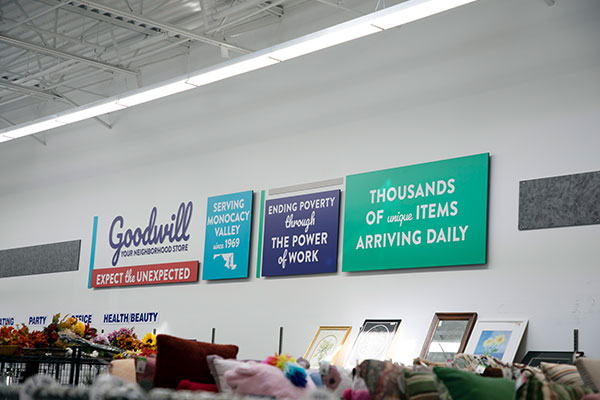 Goodwill
YOUR NEIGHBORHOOD STORE
EXPECT the UNEXPECTED
SERVING
MONOCACY
VALLEY
since 1969
ENDING POVERTY
through
THE POWER
of WORK
THOUSANDS
OF unique ITEMS
ARRIVING DAILY
PARTY
HEALTH/BEAUTY